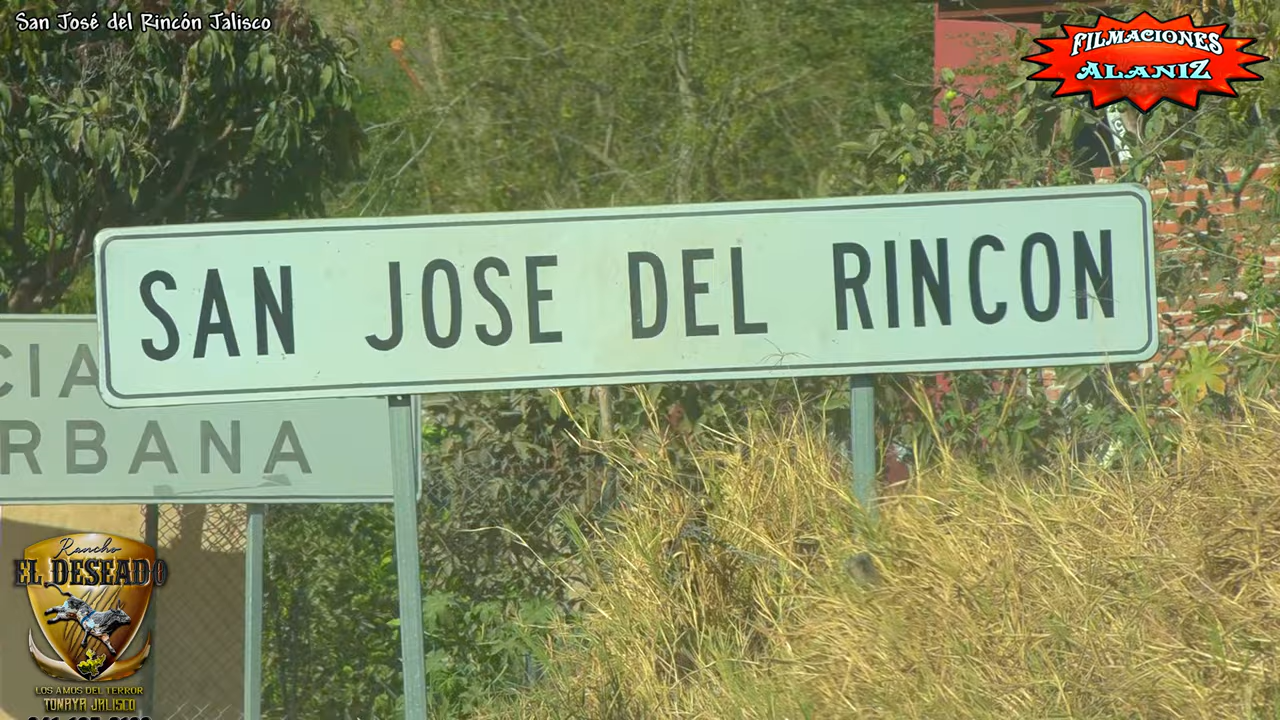 San José del Rincón Jalisco
FILMACIONES
ALANIZ
SAN JOSE DEL RINCON
CIA
RBANA
Rancho
EL DESEADO
LOS AMOS DEL TERROR
TONAYA JALISCO